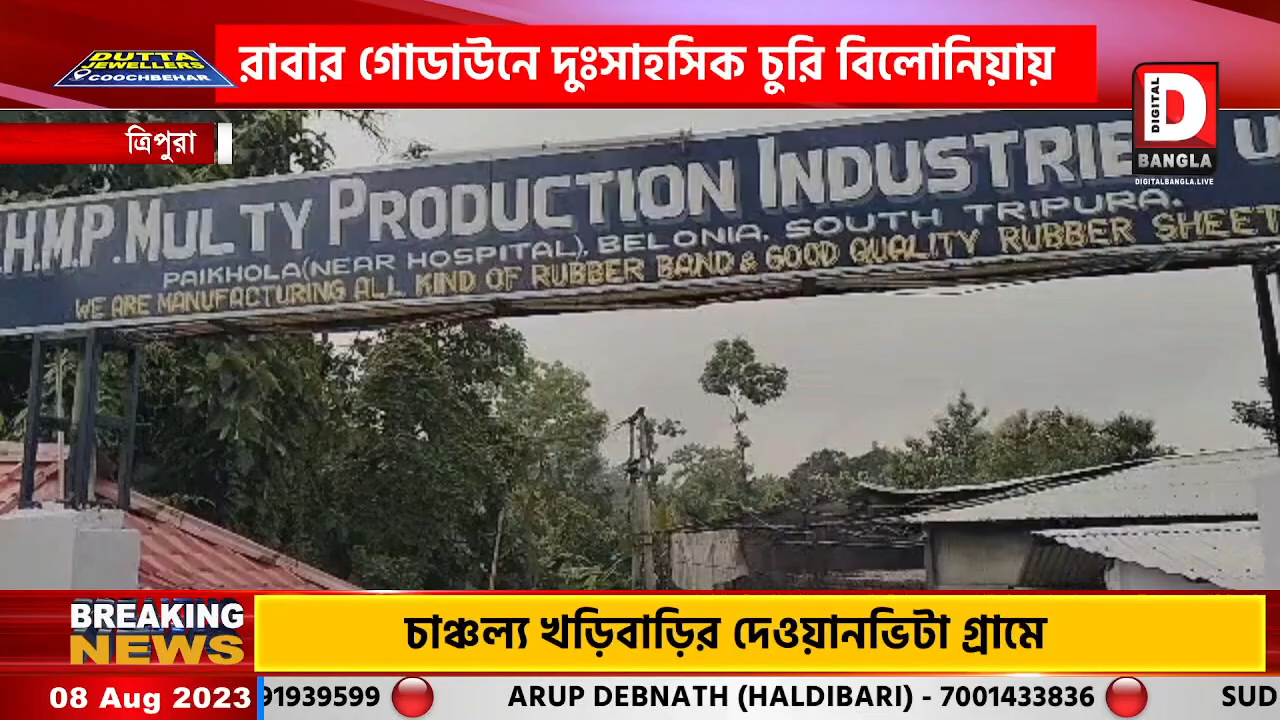 DUTTA
JEWELLERS
COOCHBEHAR
রাবার গোডাউনে দুঃসাহসিক চুরি বিলোনিয়ায়
ত্রিপুরা
DIGITAL
BANGLA
DIGITALBANGLA.LIVE
.H.M.P. MULTY PRODUCTION INDUSTRIE U
PAIKHOLA(NEAR HOSPITAL), BELONIA. SOUTH TRIPURA.
WE ARE MANUFACTURING ALL KIND OF RUBBER BAND & GOOD QUALITY RUBBER SHEET
BREAKING
NEWS
চাঞ্চল্য খড়িবাড়ির দেওয়ানভিটা গ্রামে
08 Aug 2023
91939599 ARUP DEBNATH (HALDIBARI) - 7001433836 SUD